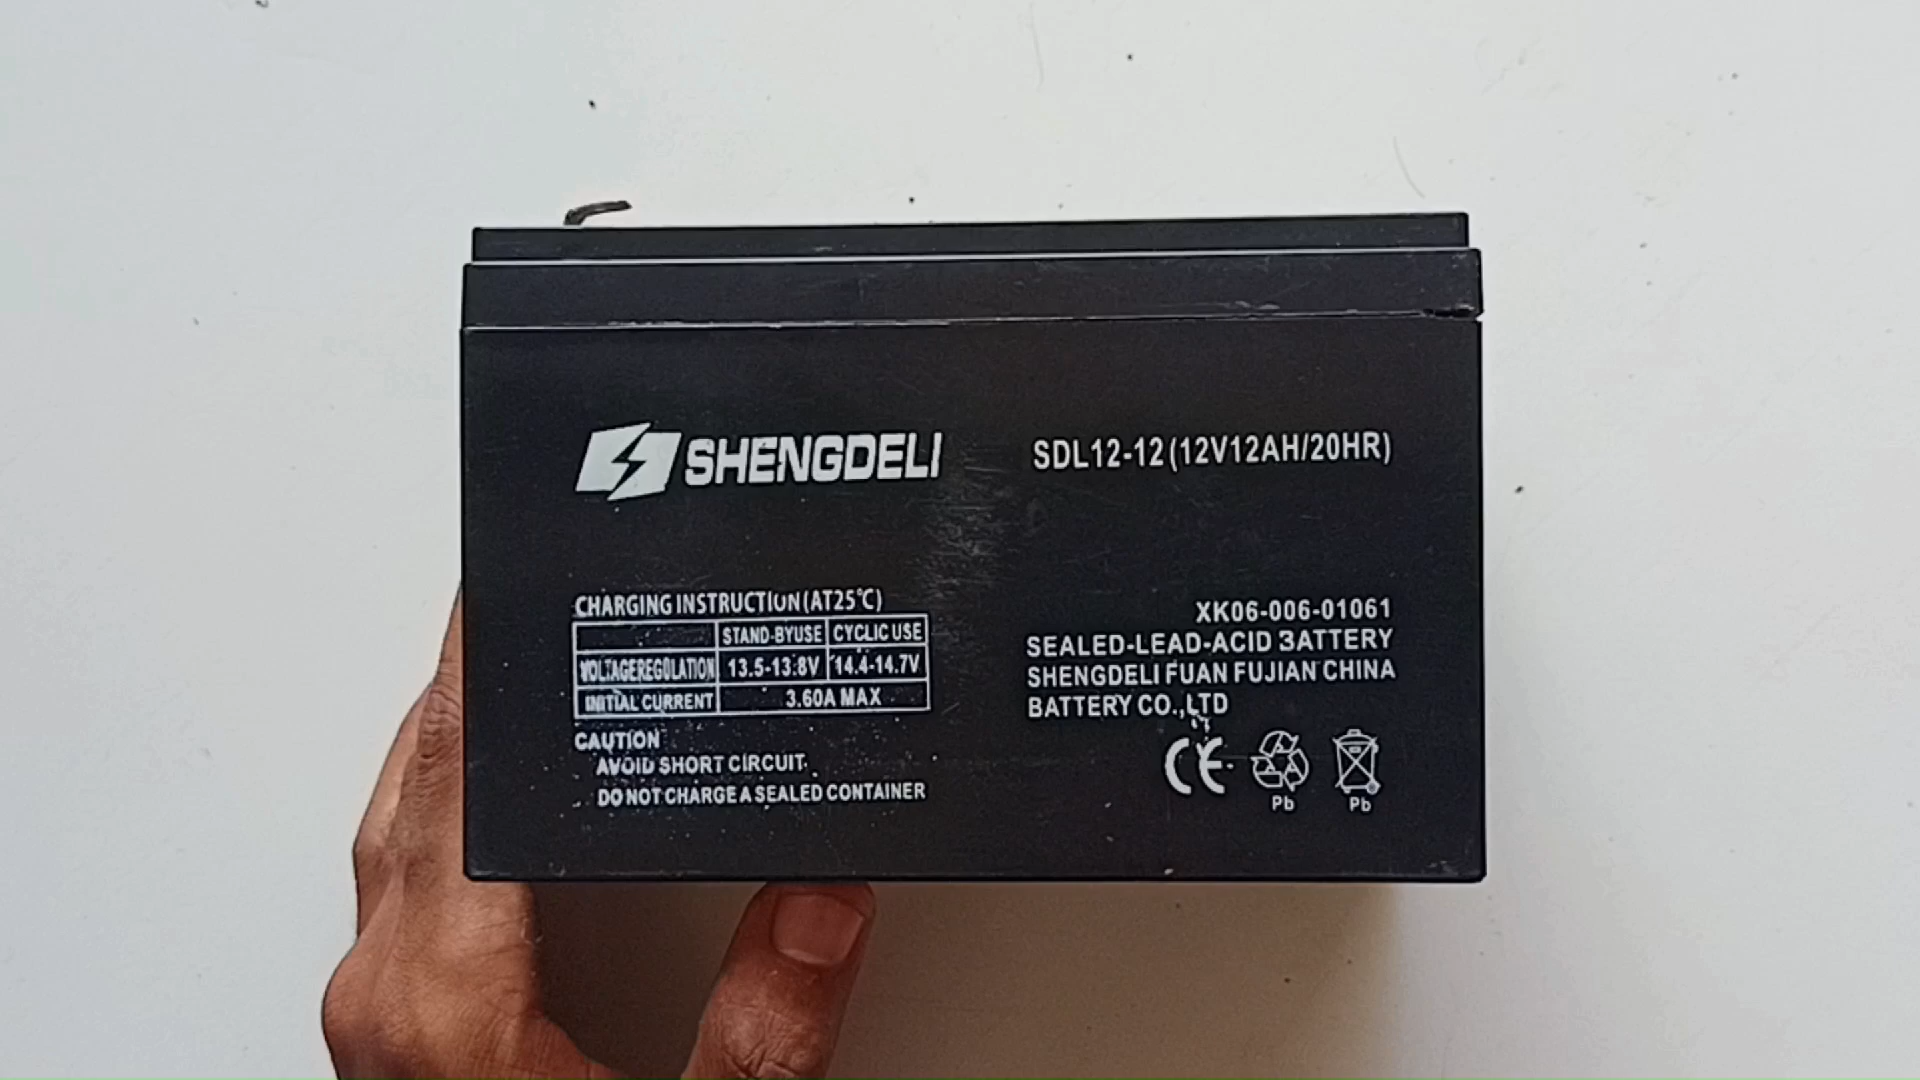 SHENGDELI
SDL12-12(12V12AH/20HR)
CHARGING INSTRUCTION(AT25℃)
STAND-BYUSE CYCLIC USE
VOLTAGEREGULATION 13.5-13.8V 14.4-14.7V
INITIAL CURRENT 3.60A MAX
CAUTION
AVOID SHORT CIRCUIT
DO NOT CHARGE A SEALED CONTAINER
XK06-006-01061
SEALED-LEAD-ACID BATTERY
SHENGDELI FUAN FUJIAN CHINA
BATTERY CO.,LTD
CE
Pb Pb